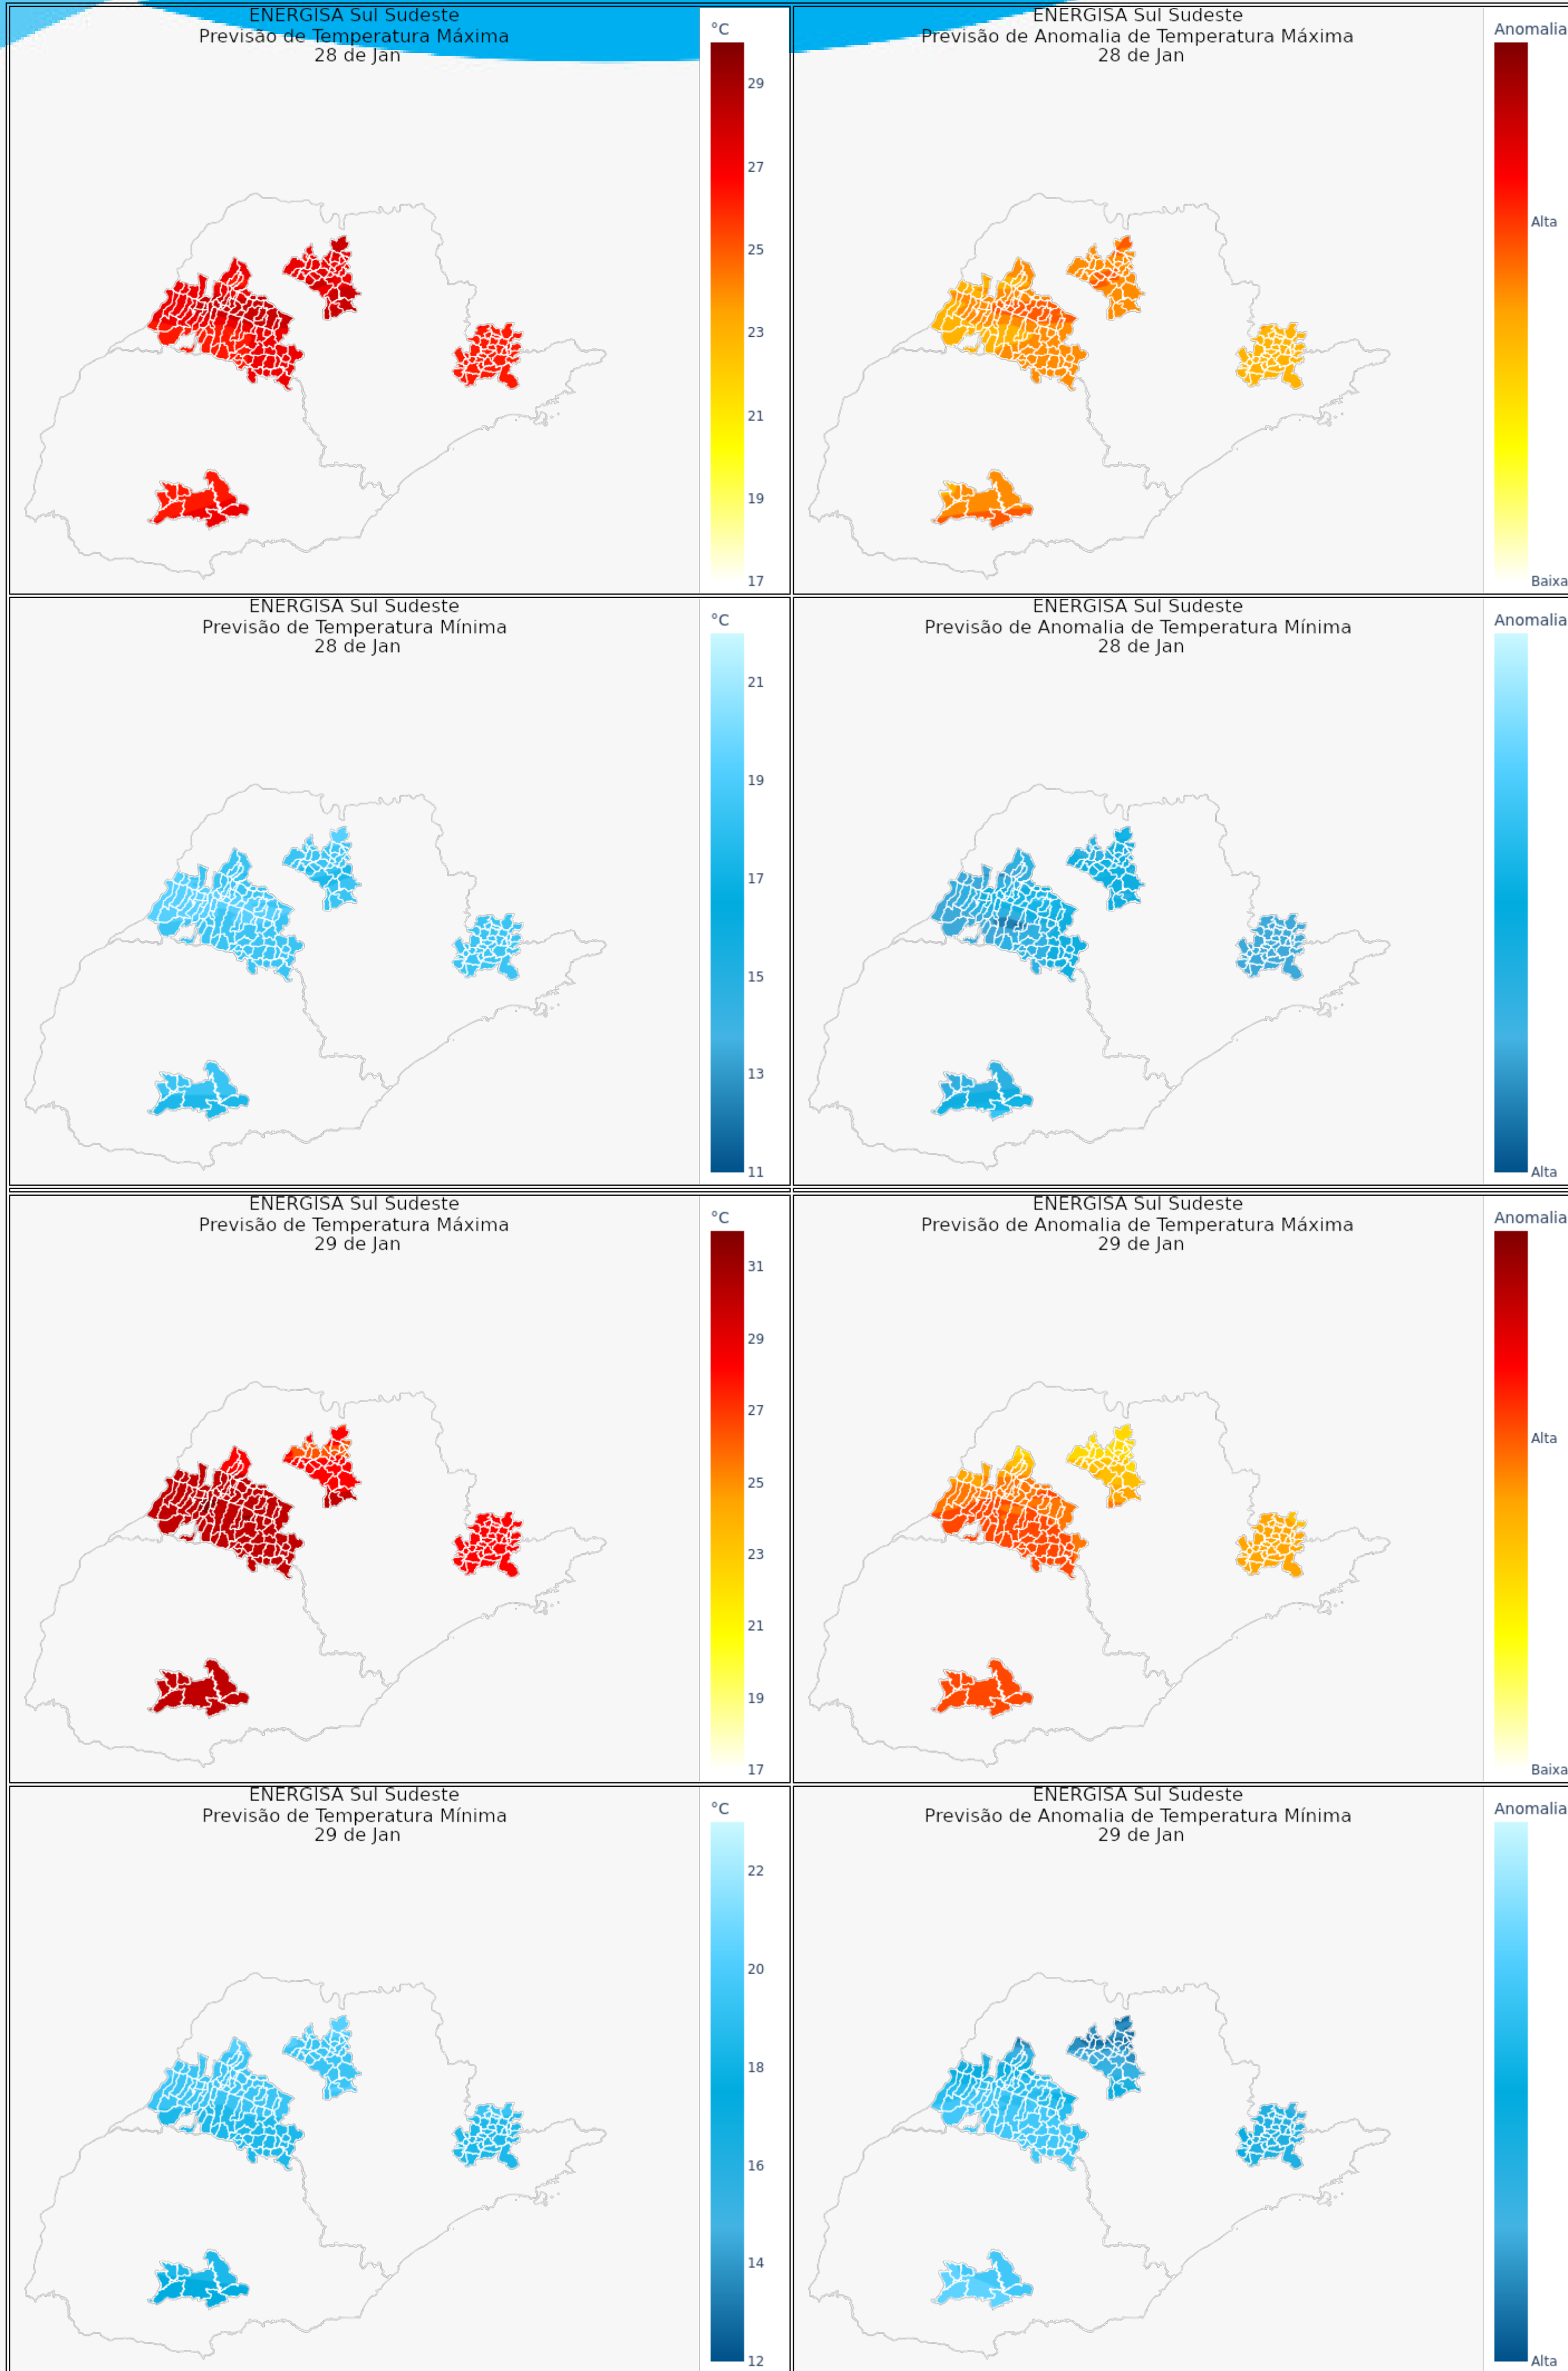 ENERGISA Sul Sudeste
Previsão de Temperatura Máxima
28 de Jan
°C
29
27
25
23
21
19
17
ENERGISA Sul Sudeste
Previsão de Anomalia de Temperatura Máxima
28 de Jan
Anomalia
Alta
Baixa
ENERGISA Sul Sudeste
Previsão de Temperatura Mínima
28 de Jan
°C
21
19
17
15
13
11
ENERGISA Sul Sudeste
Previsão de Anomalia de Temperatura Mínima
28 de Jan
Anomalia
Alta
ENERGISA Sul Sudeste
Previsão de Temperatura Máxima
29 de Jan
°C
31
29
27
25
23
21
19
17
ENERGISA Sul Sudeste
Previsão de Anomalia de Temperatura Máxima
29 de Jan
Anomalia
Alta
Baixa
ENERGISA Sul Sudeste
Previsão de Temperatura Mínima
29 de Jan
°C
22
20
18
16
14
12
ENERGISA Sul Sudeste
Previsão de Anomalia de Temperatura Mínima
29 de Jan
Anomalia
Alta